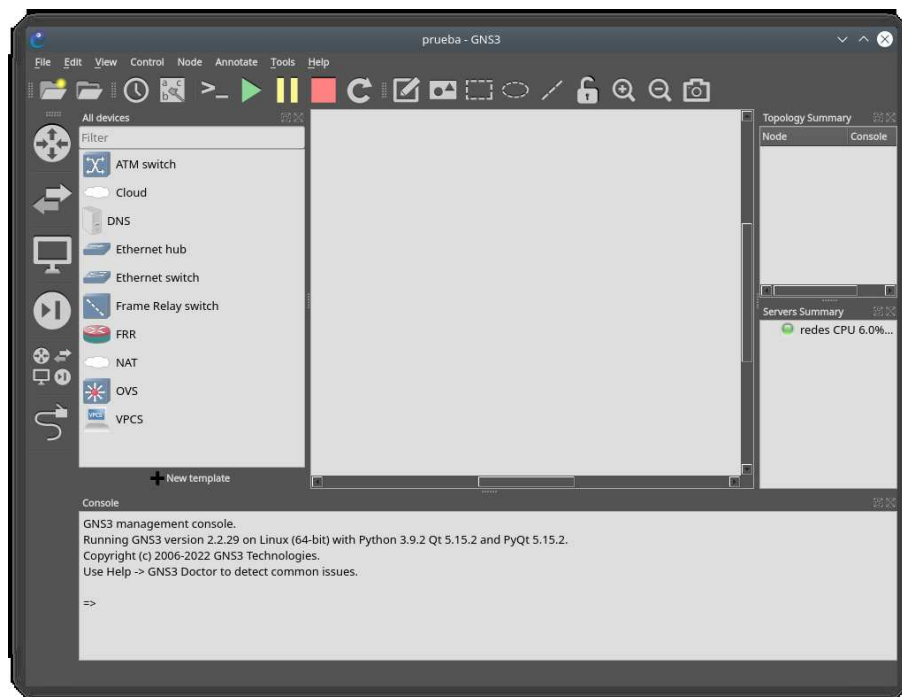 prueba - GNS3
File Edit View Control Node Annotate Tools Help
All devices
Filter
ATM switch
Cloud
DNS
Ethernet hub
Ethernet switch
Frame Relay switch
FRR
NAT
OVS
VPCS
New template
Topology Summary
Node Console
Servers Summary
redes CPU 6.0%...
Console
GNS3 management console.
Running GNS3 version 2.2.29 on Linux (64-bit) with Python 3.9.2 Qt 5.15.2 and PyQt 5.15.2.
Copyright (c) 2006-2022 GNS3 Technologies.
Use Help -> GNS3 Doctor to detect common issues.
=>